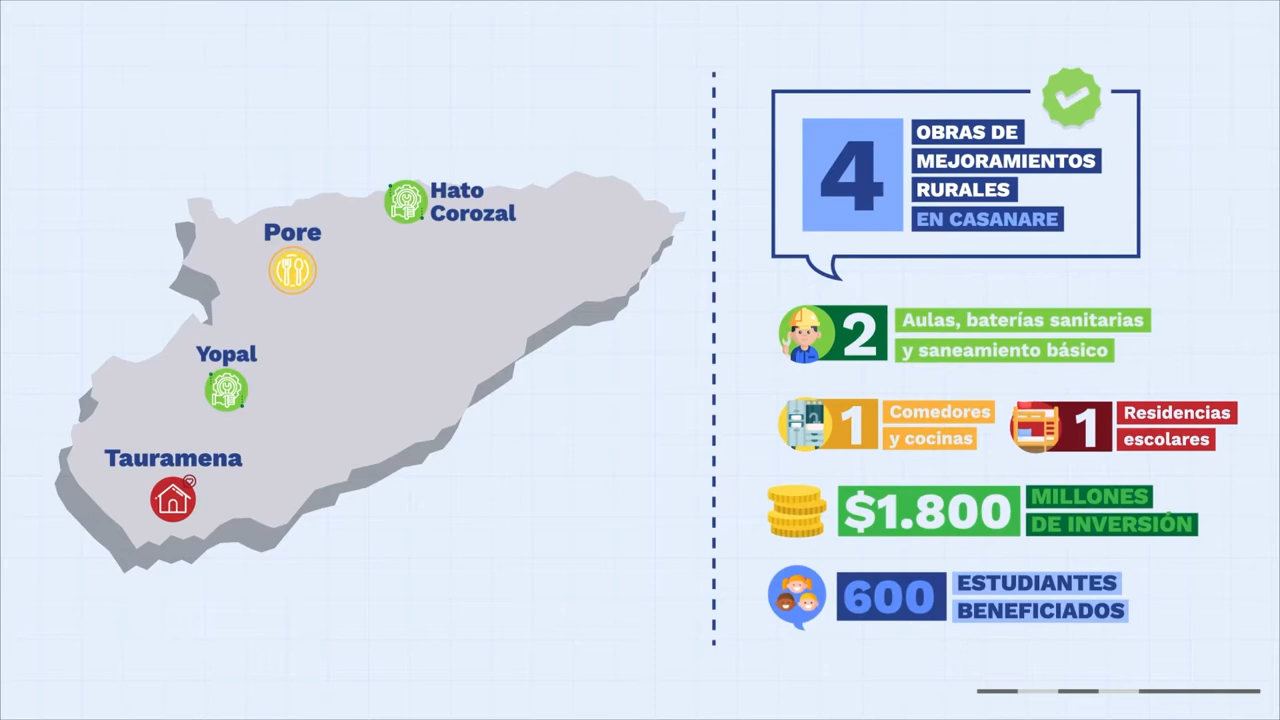 Hato
Corozal
Pore
Yopal
Tauramena
4
OBRAS DE
MEJORAMIENTOS
RURALES
EN CASANARE
2
Aulas, baterías sanitarias
y saneamiento básico
1
Comedores
y cocinas
1
Residencias
escolares
$1.800
MILLONES
DE INVERSIÓN
600
ESTUDIANTES
BENEFICIADOS